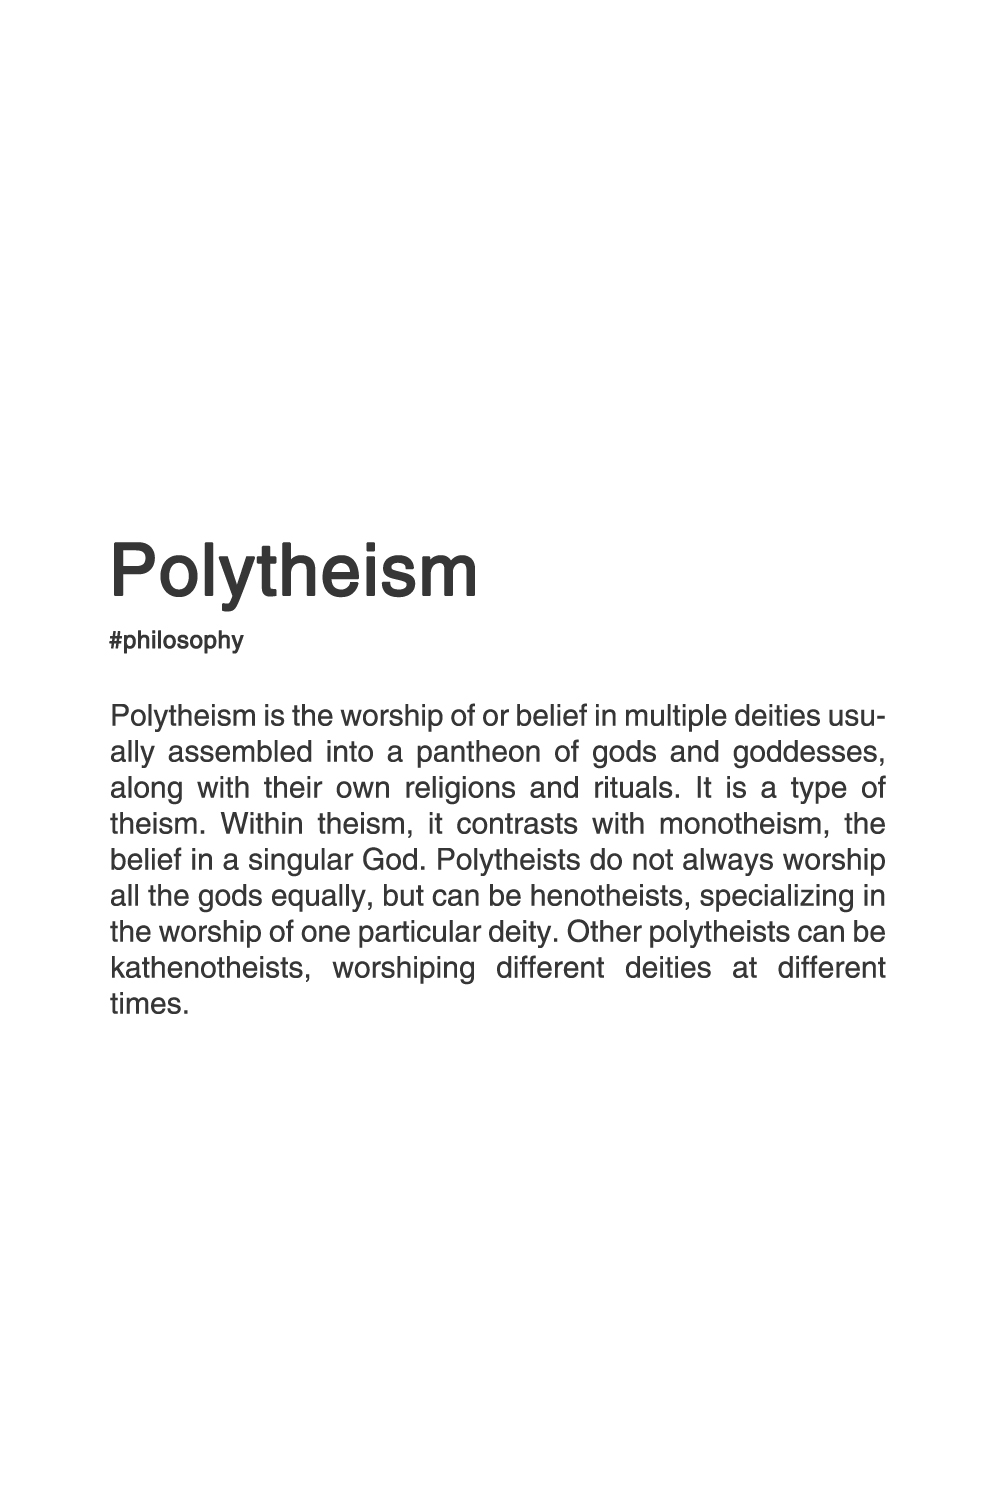 Polytheism
#philosophy
Polytheism is the worship of or belief in multiple deities usu-
ally assembled into a pantheon of gods and goddesses,
along with their own religions and rituals. It is a type of
theism. Within theism, it contrasts with monotheism, the
belief in a singular God. Polytheists do not always worship
all the gods equally, but can be henotheists, specializing in
the worship of one particular deity. Other polytheists can be
kathenotheists, worshiping different deities at different
times.